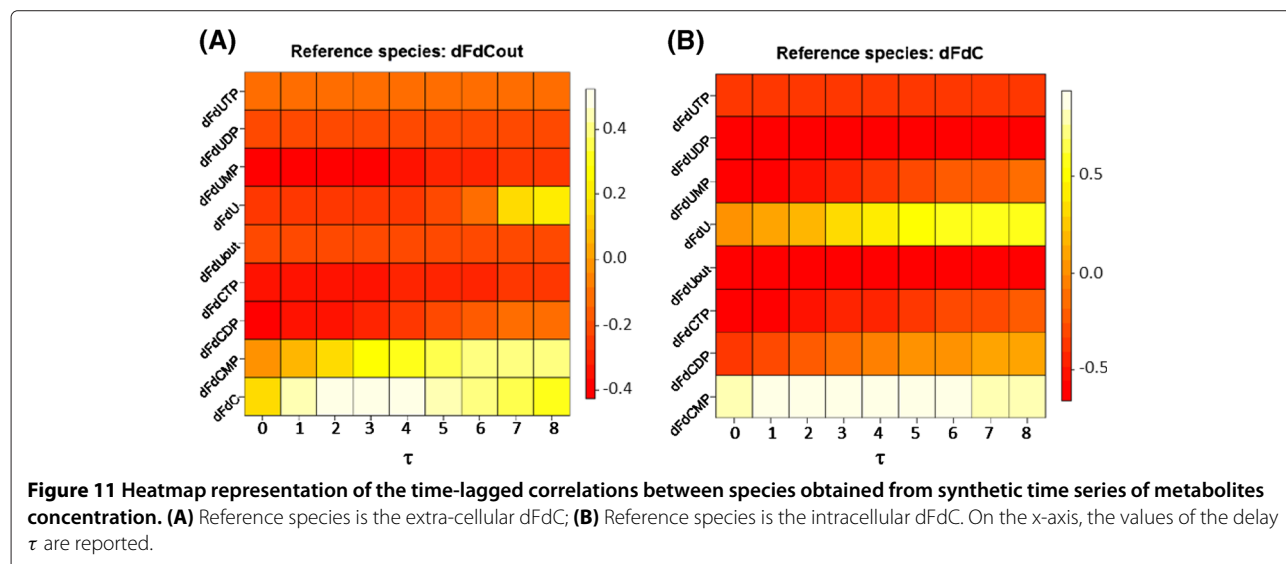 (A)
Reference species: dFdCout
dFdUTP
dFdUDP
dFdUMP
dFdU
dFdUout
dFdCTP
dFdCDP
dFdCMP
dFdC
0 1 2 3 4 5 6 7 8
τ
0.4
0.2
0.0
-0.2
-0.4
(B)
Reference species: dFdC
dFdUTP
dFdUDP
dFdUMP
dFdU
dFdUout
dFdCTP
dFdCDP
dFdCMP
0 1 2 3 4 5 6 7 8
τ
0.5
0.0
-0.5
Figure 11 Heatmap representation of the time-lagged correlations between species obtained from synthetic time series of metabolites
concentration. (A) Reference species is the extra-cellular dFdC; (B) Reference species is the intracellular dFdC. On the x-axis, the values of the delay
τ are reported.